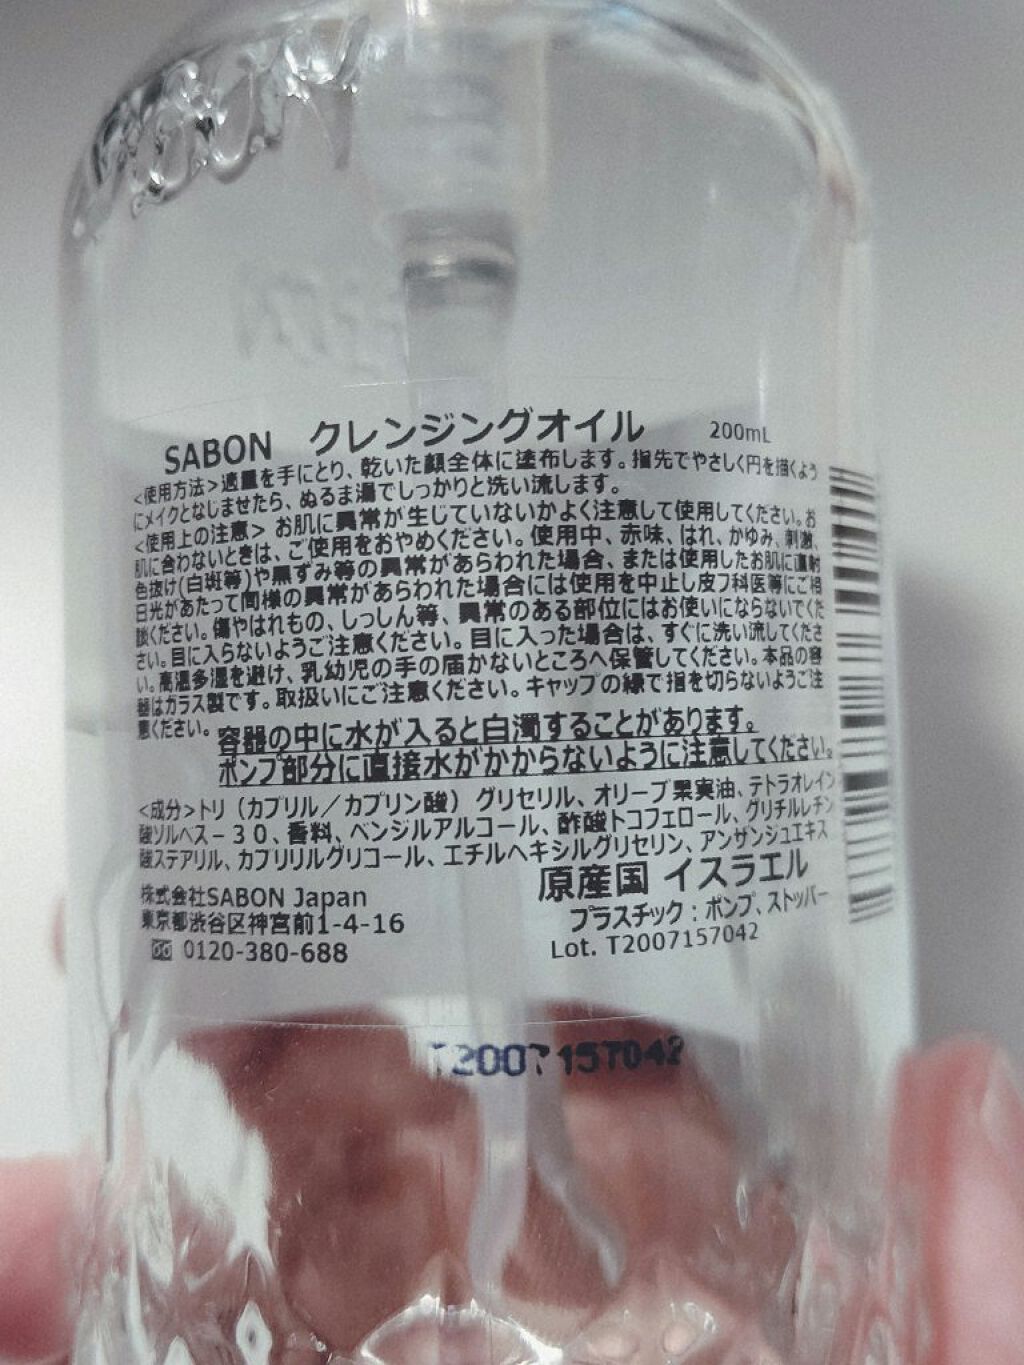 SABON クレンジングオイル 200mL
<使用方法>適量を手にとり、乾いた顔全体に塗布します。指先でやさしく円を描くよう
にメイクとなじませたら、ぬるま湯でしっかりと洗い流します。
<使用上の注意> お肌に異常が生じていないかよく注意して使用してください。お
肌に合わないときは、ご使用をおやめください。使用中、赤味、はれ、かゆみ、刺激、
色抜け(白斑等)や黒ずみ等の異常があらわれた場合、または使用したお肌に直射
日光があたって同様の異常があらわれた場合には使用を中止し皮フ科医等にご相
談ください。傷やはれもの、しっしん等、異常のある部位にはお使いにならないでくだ
さい。目に入らないようご注意ください。目に入った場合は、すぐに洗い流してくださ
い。高温多湿を避け、乳幼児の手の届かないところへ保管してください。本品の容
器はガラス製です。取扱いにご注意ください。キャップの縁で指を切らないようご注
意ください。
容器の中に水が入ると白濁することがあります。
ポンプ部分に直接水がかからないように注意してください。
<成分>トリ(カプリル/カプリン酸)グリセリル、オリーブ果実油、テトラオレイン
酸ソルベス-30、香料、ベンジルアルコール、酢酸トコフェロール、グリチルレチン
酸ステアリル、カプリリルグリコール、エチルヘキシルグリセリン、アンサンジュエキス
原産国 イスラエル
株式会社SABON Japan
プラスチック:ポンプ、ストッパー
東京都渋谷区神宮前1-4-16
Lot. T2007157042
0120-380-688
T2007157042